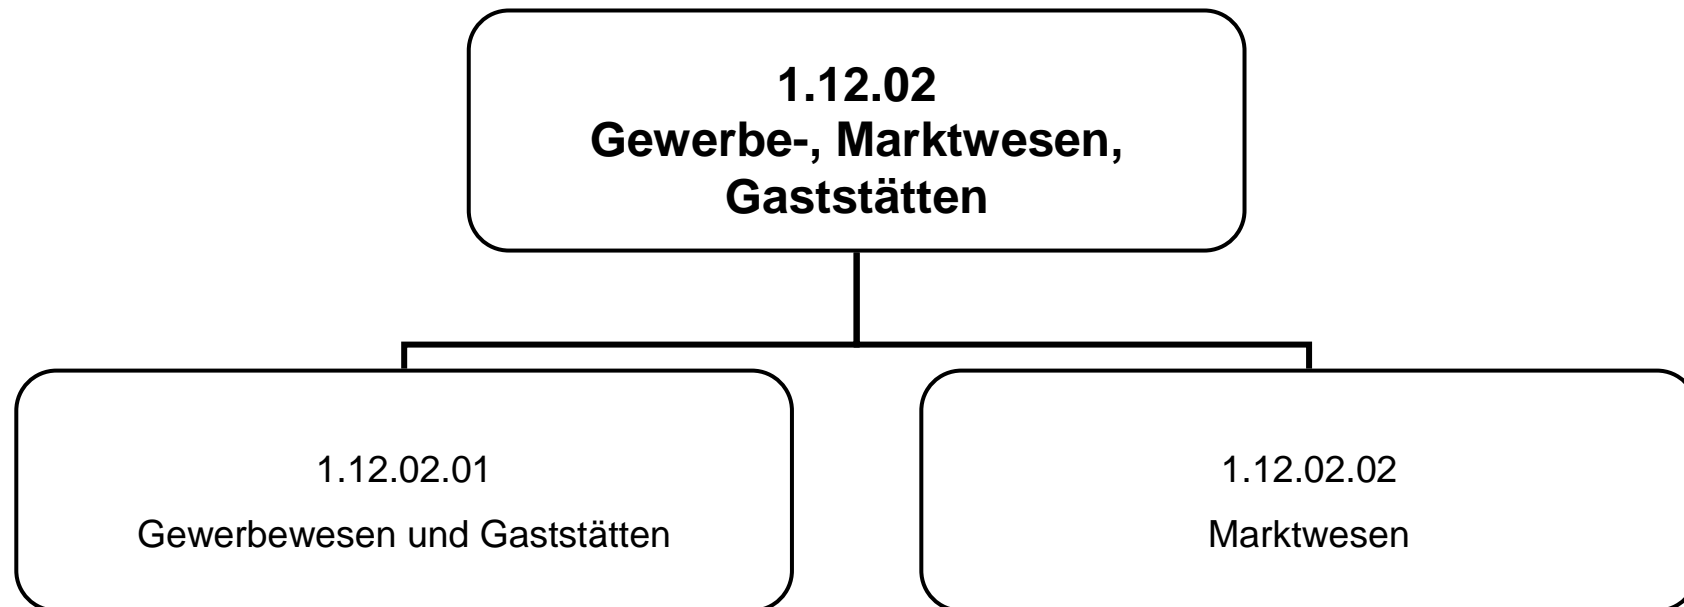 1.12.02
Gewerbe-, Marktwesen,
Gaststätten
1.12.02.01
Gewerbewesen und Gaststätten
1.12.02.02
Marktwesen